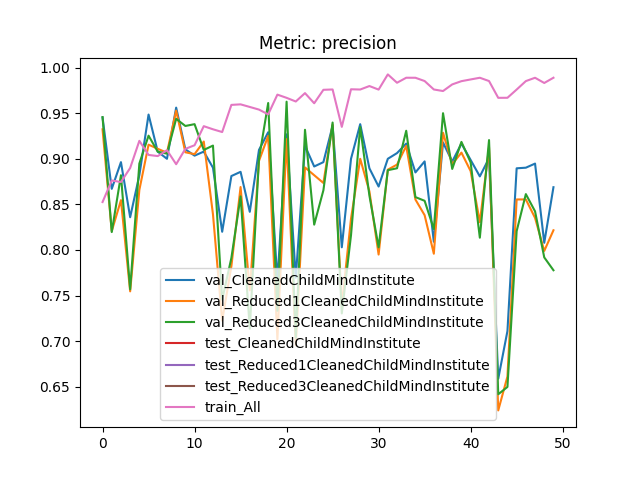 Metric: precision
1.00
0.95
0.90
0.85
0.80
0.75
0.70
0.65
val_CleanedChildMindInstitute
val_Reduced1CleanedChildMindInstitute
val_Reduced3CleanedChildMindInstitute
test_CleanedChildMindInstitute
test_Reduced1CleanedChildMindInstitute
test_Reduced3CleanedChildMindInstitute
train_All
0 10 20 30 40 50